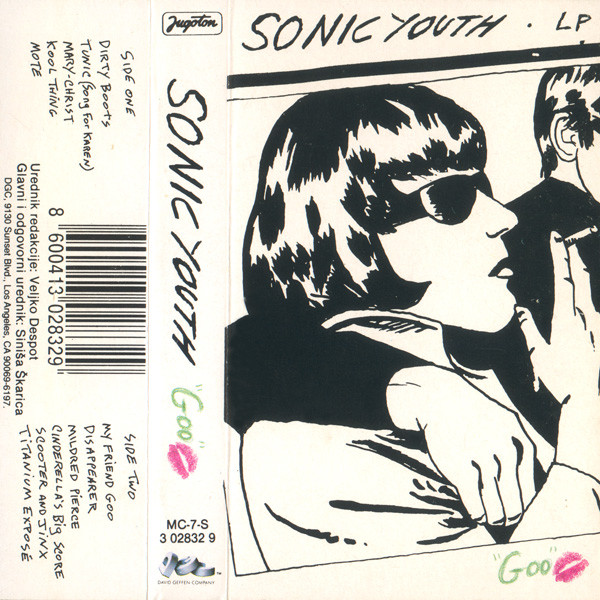 SIDE ONE
DIRTY BOOTS
TUNIC (SONG FOR KAREN)
MARY-CHRIST
KOOL THING
MOTE
Urednik redakcije: Veljko Despot
Glavni i odgovorni urednik: Siniša Škarica
DGC, 9130 Sunset Blvd., Los Angeles, CA 90069-6197.
8 600413 028329
SIDE TWO
MY FRIEND GOO
DISAPPEARER
MILDRED PIERCE
CINDERELLA'S BIG SCORE
SCOOTER AND JINX
TITANIUM EXPOSÉ
Jugoton
SONIC YOUTH
"GOO"
MC-7-S
3 02832 9
DGC
DAVID GEFFEN COMPANY
TM
SONIC YOUTH · LP
"GOO"